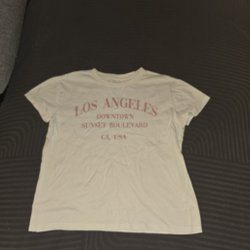 LOS ANGELES
DOWNTOWN
SUNSET BOULEVARD
CA, USA